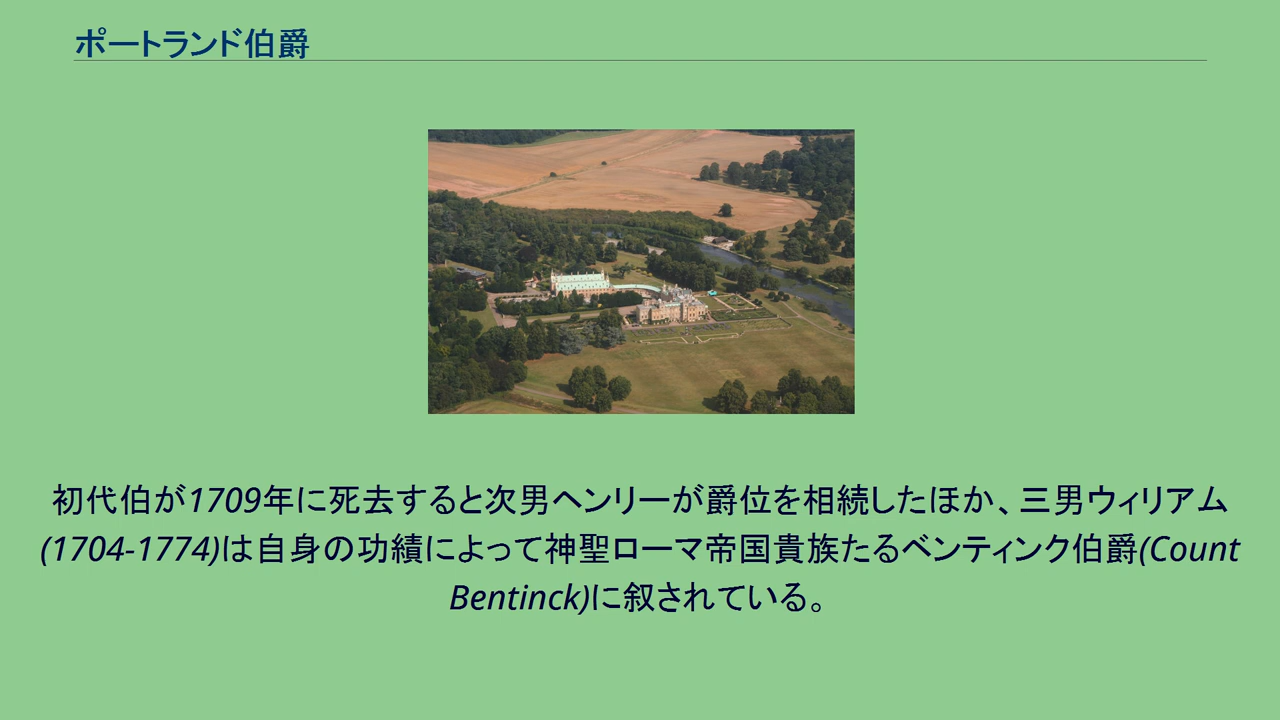 ポートランド伯爵
初代伯が1709年に死去すると次男ヘンリーが爵位を相続したほか、三男ウィリアム
(1704-1774)は自身の功績によって神聖ローマ帝国貴族たるベンティンク伯爵(Count
Bentinck)に叙されている。